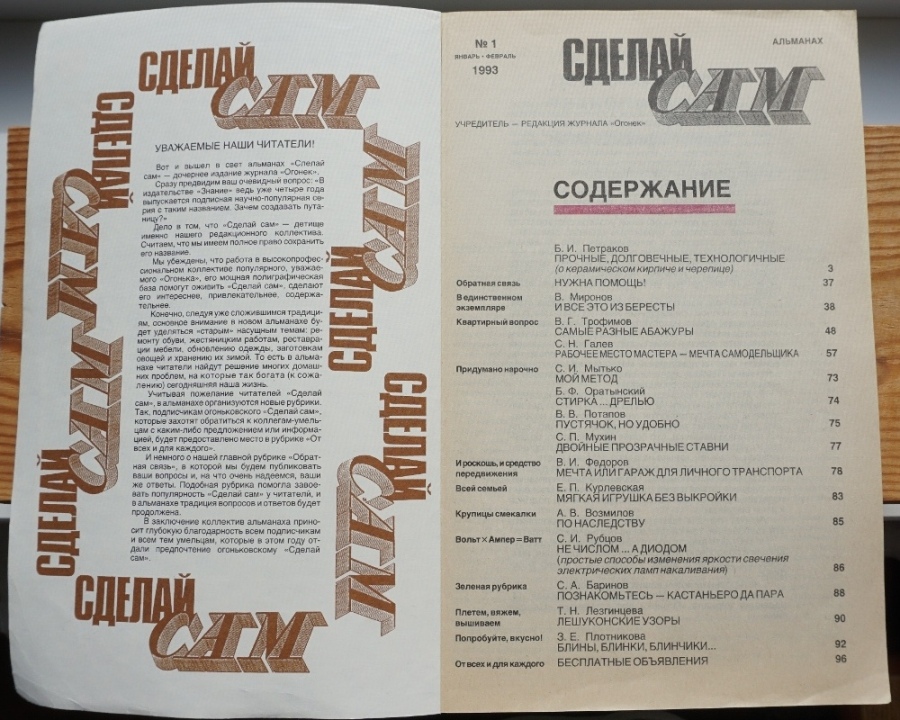 СДЕЛАЙ
САМ
СДЕЛАЙ
САМ
САМ
СДЕЛАЙ
САМ
СДЕЛАЙ
СДЕЛАЙ
САМ
СДЕЛАЙ
САМ
УВАЖАЕМЫЕ НАШИ ЧИТАТЕЛИ!
Вот и вышел в свет альманах «Сделай
сам» — дочернее издание журнала «Огонек».
Сразу предвидим ваш очевидный вопрос: «В
издательстве «Знание» ведь уже четыре года
выпускается подписная научно-популярная се-
рия с таким названием. Зачем создавать пута-
ницу?»
Дело в том, что «Сделай сам» — детище
именно нашего редакционного коллектива.
Считаем, что мы имеем полное право сохранить
его название.
Мы убеждены, что работа в высокопрофес-
сиональном коллективе популярного, уважае-
мого «Огонька», его мощная полиграфическая
база помогут оживить «Сделай сам», сделают
его интереснее, привлекательнее, содержа-
тельнее.
Конечно, следуя уже сложившимся традици-
ям, основное внимание в новом альманахе бу-
дет уделяться «старым» насущным темам: ре-
монту обуви, жестяницким работам, реставра-
ции мебели, обновлению одежды, заготовкам
овощей и хранению их зимой. То есть в альма-
нахе читатели найдут решение многих домаш-
них проблем, на которые так богата (к сожа-
лению) сегодняшняя наша жизнь.
Учитывая пожелание читателей «Сделай
сам», в альманахе организуются новые рубрики.
Так, подписчикам огоньковского «Сделай сам»,
которые захотят обратиться к коллегам-умель-
цам с каким-либо предложением или информа-
цией, будет предоставлено место в рубрике «От
всех и для каждого».
И немного о нашей главной рубрике «Обрат-
ная связь», в которой мы будем публиковать
ваши вопросы и, на что очень надеемся, ваши
же ответы. Подобная рубрика помогла завое-
вать популярность «Сделай сам» у читателей, и
в альманахе традиция вопросов и ответов будет
продолжена.
В заключение коллектив альманаха прино-
сит глубокую благодарность всем подписчикам
и всем тем умельцам, которые в этом году от-
дали предпочтение огоньковскому «Сделай
сам».
№ 1
ЯНВАРЬ - ФЕВРАЛЬ
1993
СДЕЛАЙ
САМ
АЛЬМАНАХ
УЧРЕДИТЕЛЬ — РЕДАКЦИЯ ЖУРНАЛА «Огонек»
СОДЕРЖАНИЕ
Б. И. Петраков
ПРОЧНЫЕ, ДОЛГОВЕЧНЫЕ, ТЕХНОЛОГИЧНЫЕ
(о керамическом кирпиче и черепице) 3
Обратная связь НУЖНА ПОМОЩЬ! 37
В единственном экземпляре В. Миронов
И ВСЕ ЭТО ИЗ БЕРЕСТЫ 38
Квартирный вопрос В. Г. Трофимов
САМЫЕ РАЗНЫЕ АБАЖУРЫ 48
С. Н. Галев
РАБОЧЕЕ МЕСТО МАСТЕРА — МЕЧТА САМОДЕЛЬЩИКА 57
Придумано нарочно С. И. Мытько
МОЙ МЕТОД 73
Б. Ф. Оратынский
СТИРКА ... ДРЕЛЬЮ 74
В. В. Потапов
ПУСТЯЧОК, НО УДОБНО 75
С. П. Мухин
ДВОЙНЫЕ ПРОЗРАЧНЫЕ СТАВНИ 77
И роскошь, и средство передвижения В. И. Федоров
МЕЧТА ИЛИ ГАРАЖ ДЛЯ ЛИЧНОГО ТРАНСПОРТА 78
Всей семьей Е. П. Курлевская
МЯГКАЯ ИГРУШКА БЕЗ ВЫКРОЙКИ 83
Крупицы смекалки А. В. Возмилов
ПО НАСЛЕДСТВУ 85
Вольт × Ампер = Ватт С. И. Рубцов
НЕ ЧИСЛОМ ... А ДИОДОМ
(простые способы изменения яркости свечения
электрических ламп накаливания) 86
Зеленая рубрика С. А. Баринов
ПОЗНАКОМЬТЕСЬ — КАСТАНЬЕРО ДА ПАРА 88
Плетем, вяжем, вышиваем Т. Н. Лезгинцева
ЛЕШУКОНСКИЕ УЗОРЫ 90
Попробуйте, вкусно! З. Е. Плотникова
БЛИНЫ, БЛИНКИ, БЛИНЧИКИ... 92
От всех и для каждого БЕСПЛАТНЫЕ ОБЪЯВЛЕНИЯ 96